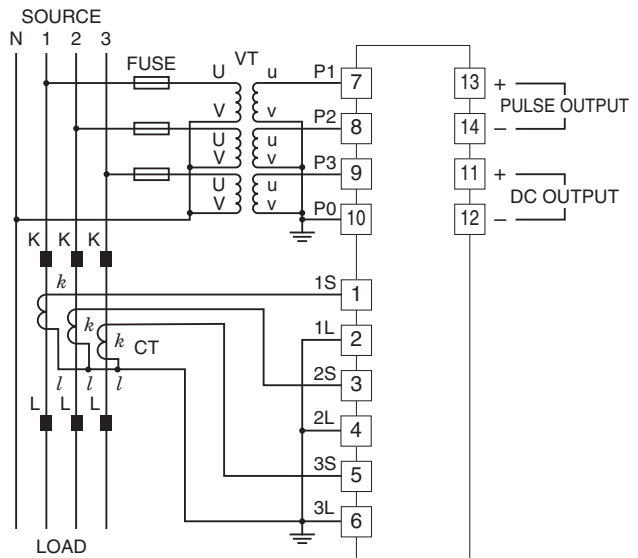 SOURCE
N 1 2 3
FUSE
VT
U u P1 7 13 +
PULSE OUTPUT
V P2 8 14 −
U u
V v P3 9 11 +
DC OUTPUT
U u
V v P0 10 12 −
K K K
k 1S 1
k 1L 2
k CT
l l l 2S 3
L L L 2L 4
3S 5
3L 6
LOAD